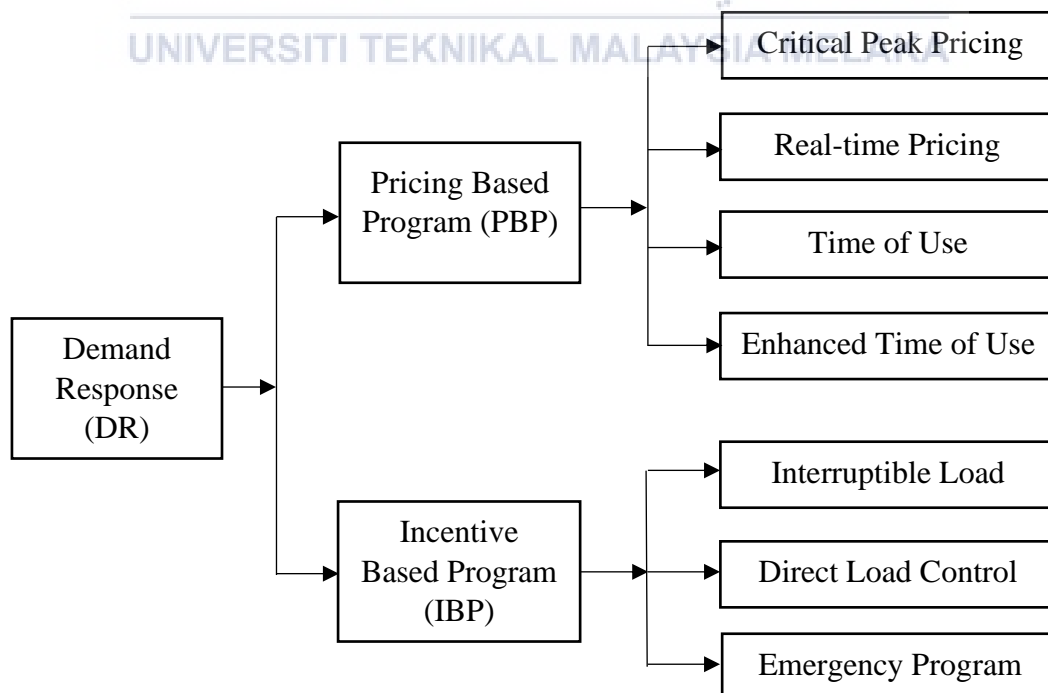 UNIVERSITI TEKNIKAL MALAYSIA MELAKA
Critical Peak Pricing
Real-time Pricing
Pricing Based
Program (PBP)
Time of Use
Enhanced Time of Use
Demand
Response
(DR)
Interruptible Load
Incentive
Based Program
(IBP)
Direct Load Control
Emergency Program